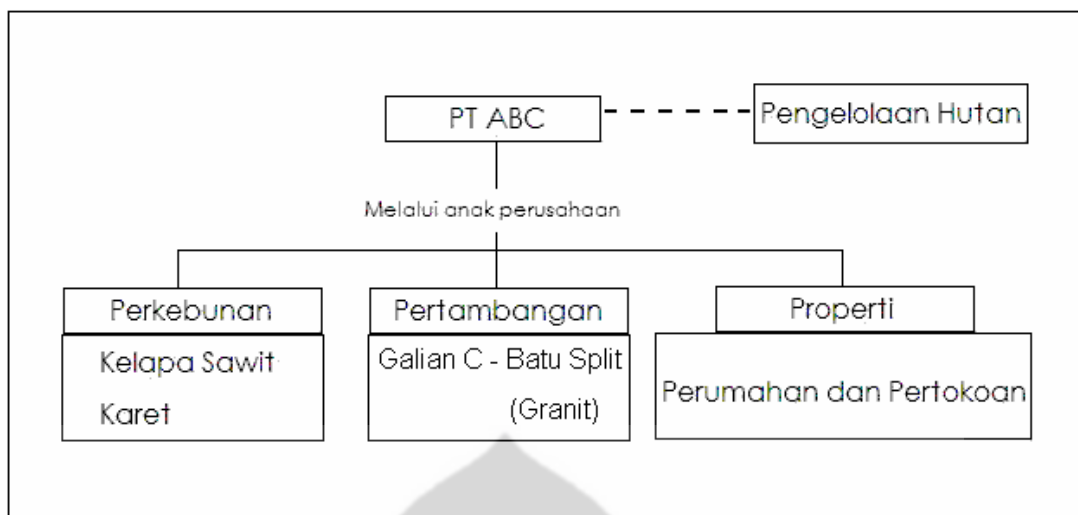 PT ABC
Pengelolaan Hutan
Melalui anak perusahaan
Perkebunan
Kelapa Sawit
Karet
Pertambangan
Galian C - Batu Split
(Granit)
Properti
Perumahan dan Pertokoan